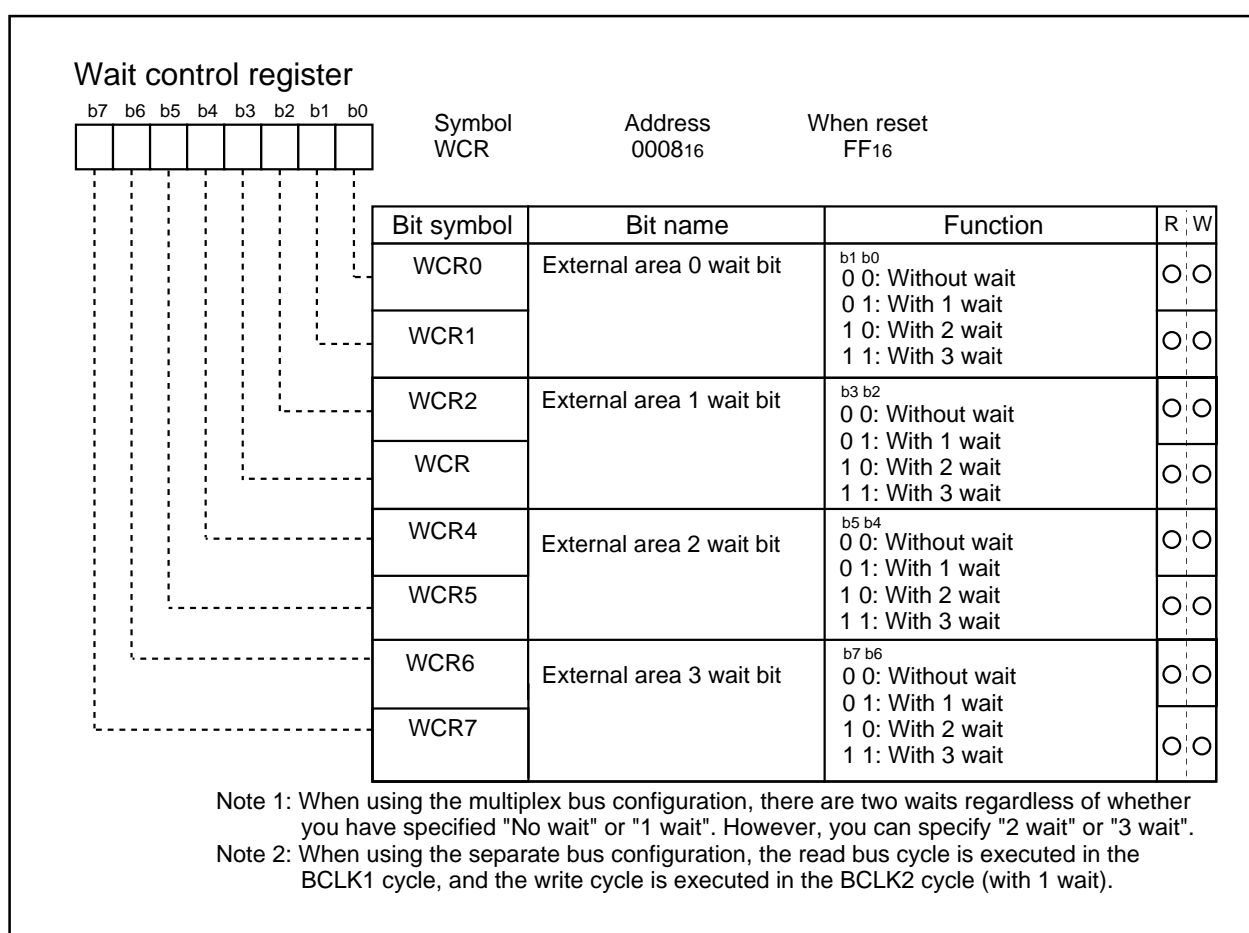 Wait control register
b7 b6 b5 b4 b3 b2 b1 b0
Symbol Address When reset
WCR 000816 FF16
Bit symbol Bit name Function R W
WCR0 External area 0 wait bit b1 b0
0 0: Without wait
0 1: With 1 wait
WCR1 1 0: With 2 wait
1 1: With 3 wait
WCR2 External area 1 wait bit b3 b2
0 0: Without wait
0 1: With 1 wait
WCR 1 0: With 2 wait
1 1: With 3 wait
WCR4 External area 2 wait bit b5 b4
0 0: Without wait
0 1: With 1 wait
WCR5 1 0: With 2 wait
1 1: With 3 wait
WCR6 External area 3 wait bit b7 b6
0 0: Without wait
0 1: With 1 wait
WCR7 1 0: With 2 wait
1 1: With 3 wait
Note 1: When using the multiplex bus configuration, there are two waits regardless of whether
you have specified "No wait" or "1 wait". However, you can specify "2 wait" or "3 wait".
Note 2: When using the separate bus configuration, the read bus cycle is executed in the
BCLK1 cycle, and the write cycle is executed in the BCLK2 cycle (with 1 wait).